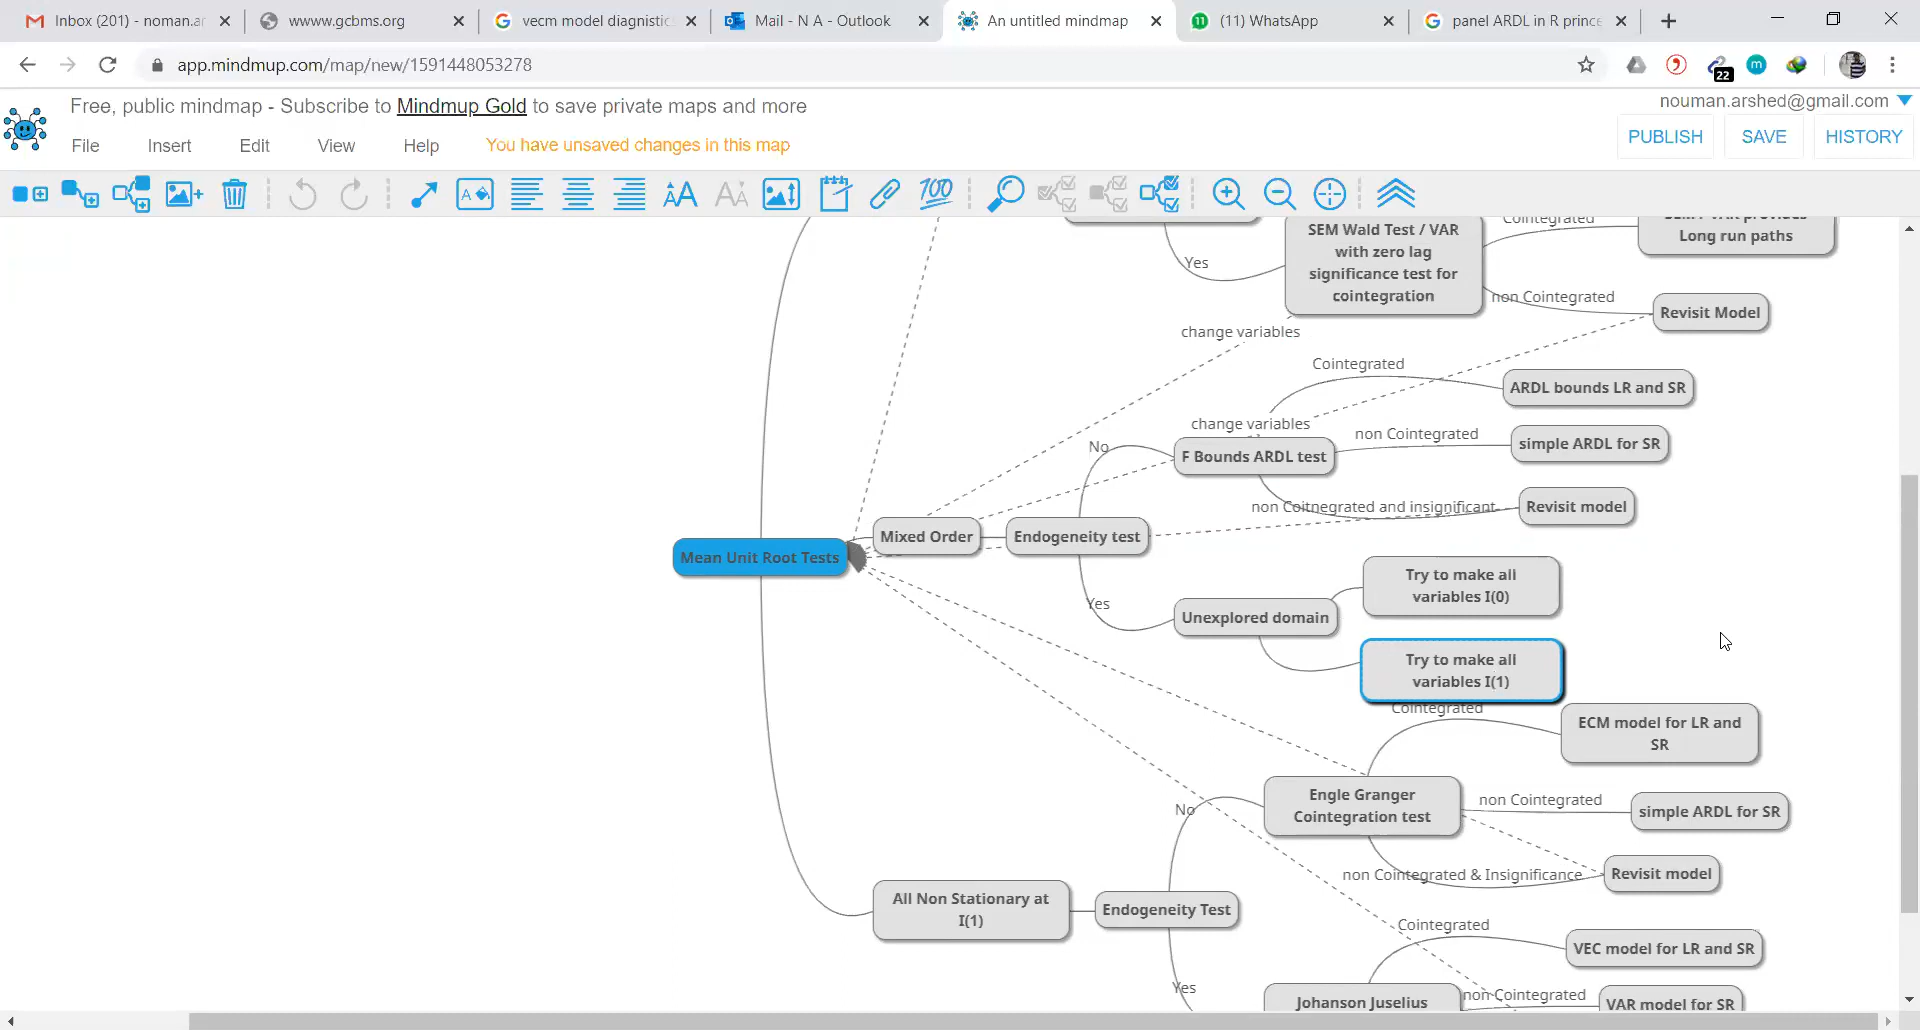 Inbox (201) - noman.ar
wwww.gcbms.org
vecm model diagnostics
Mail - N A - Outlook
An untitled mindmap
11
(11) WhatsApp
panel ARDL in R prince
app.mindmup.com/map/new/1591448053278
22
m
Free, public mindmap - Subscribe to Mindmup Gold to save private maps and more
nouman.arshed@gmail.com
File
Insert
Edit
View
Help
You have unsaved changes in this map
PUBLISH
SAVE
HISTORY
100
Cointegrated
Long run paths
SEM Wald Test / VAR
with zero lag
significance test for
cointegration
Yes
non Cointegrated
Revisit Model
change variables
Cointegrated
ARDL bounds LR and SR
change variables
No
F Bounds ARDL test
non Cointegrated
simple ARDL for SR
non Coitnegrated and insignificant
Revisit model
Mixed Order
Endogeneity test
Mean Unit Root Tests
Yes
Unexplored domain
Try to make all
variables I(0)
Try to make all
variables I(1)
Cointegrated
ECM model for LR and
SR
No
Engle Granger
Cointegration test
non Cointegrated
simple ARDL for SR
non Cointegrated & Insignificance
Revisit model
All Non Stationary at
I(1)
Endogeneity Test
Cointegrated
VEC model for LR and SR
Yes
Johanson Juselius
non Cointegrated
VAR model for SR